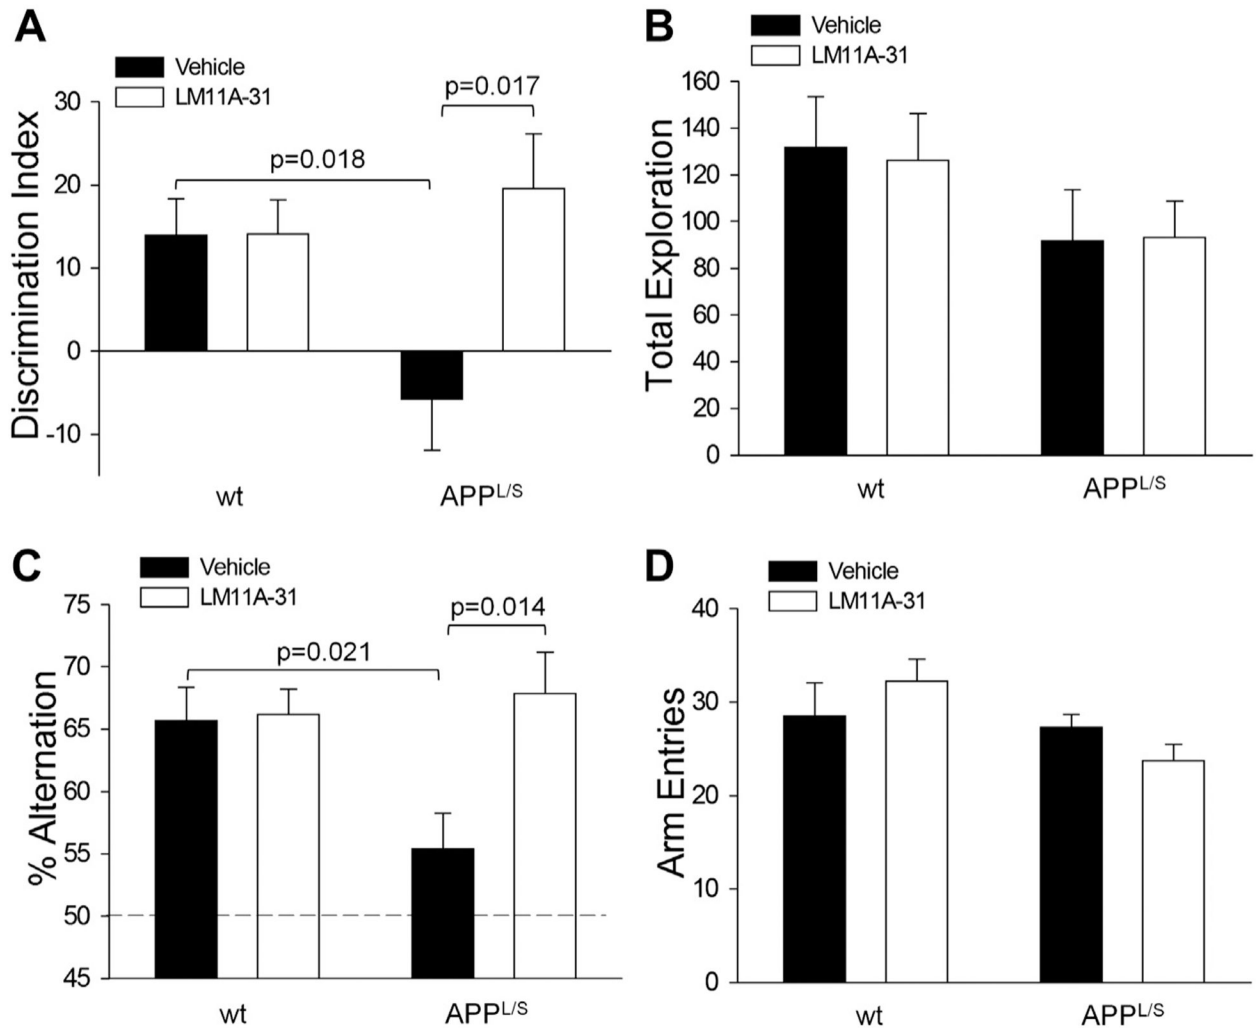 A
Vehicle
LM11A-31
Discrimination Index
30
20
10
0
-10
p=0.018
p=0.017
wt
APPL/S
B
Vehicle
LM11A-31
Total Exploration
160
140
120
100
80
60
40
20
0
wt
APPL/S
C
Vehicle
LM11A-31
% Alternation
75
70
65
60
55
50
45
p=0.021
p=0.014
wt
APPL/S
D
Vehicle
LM11A-31
Arm Entries
40
30
20
10
0
wt
APPL/S